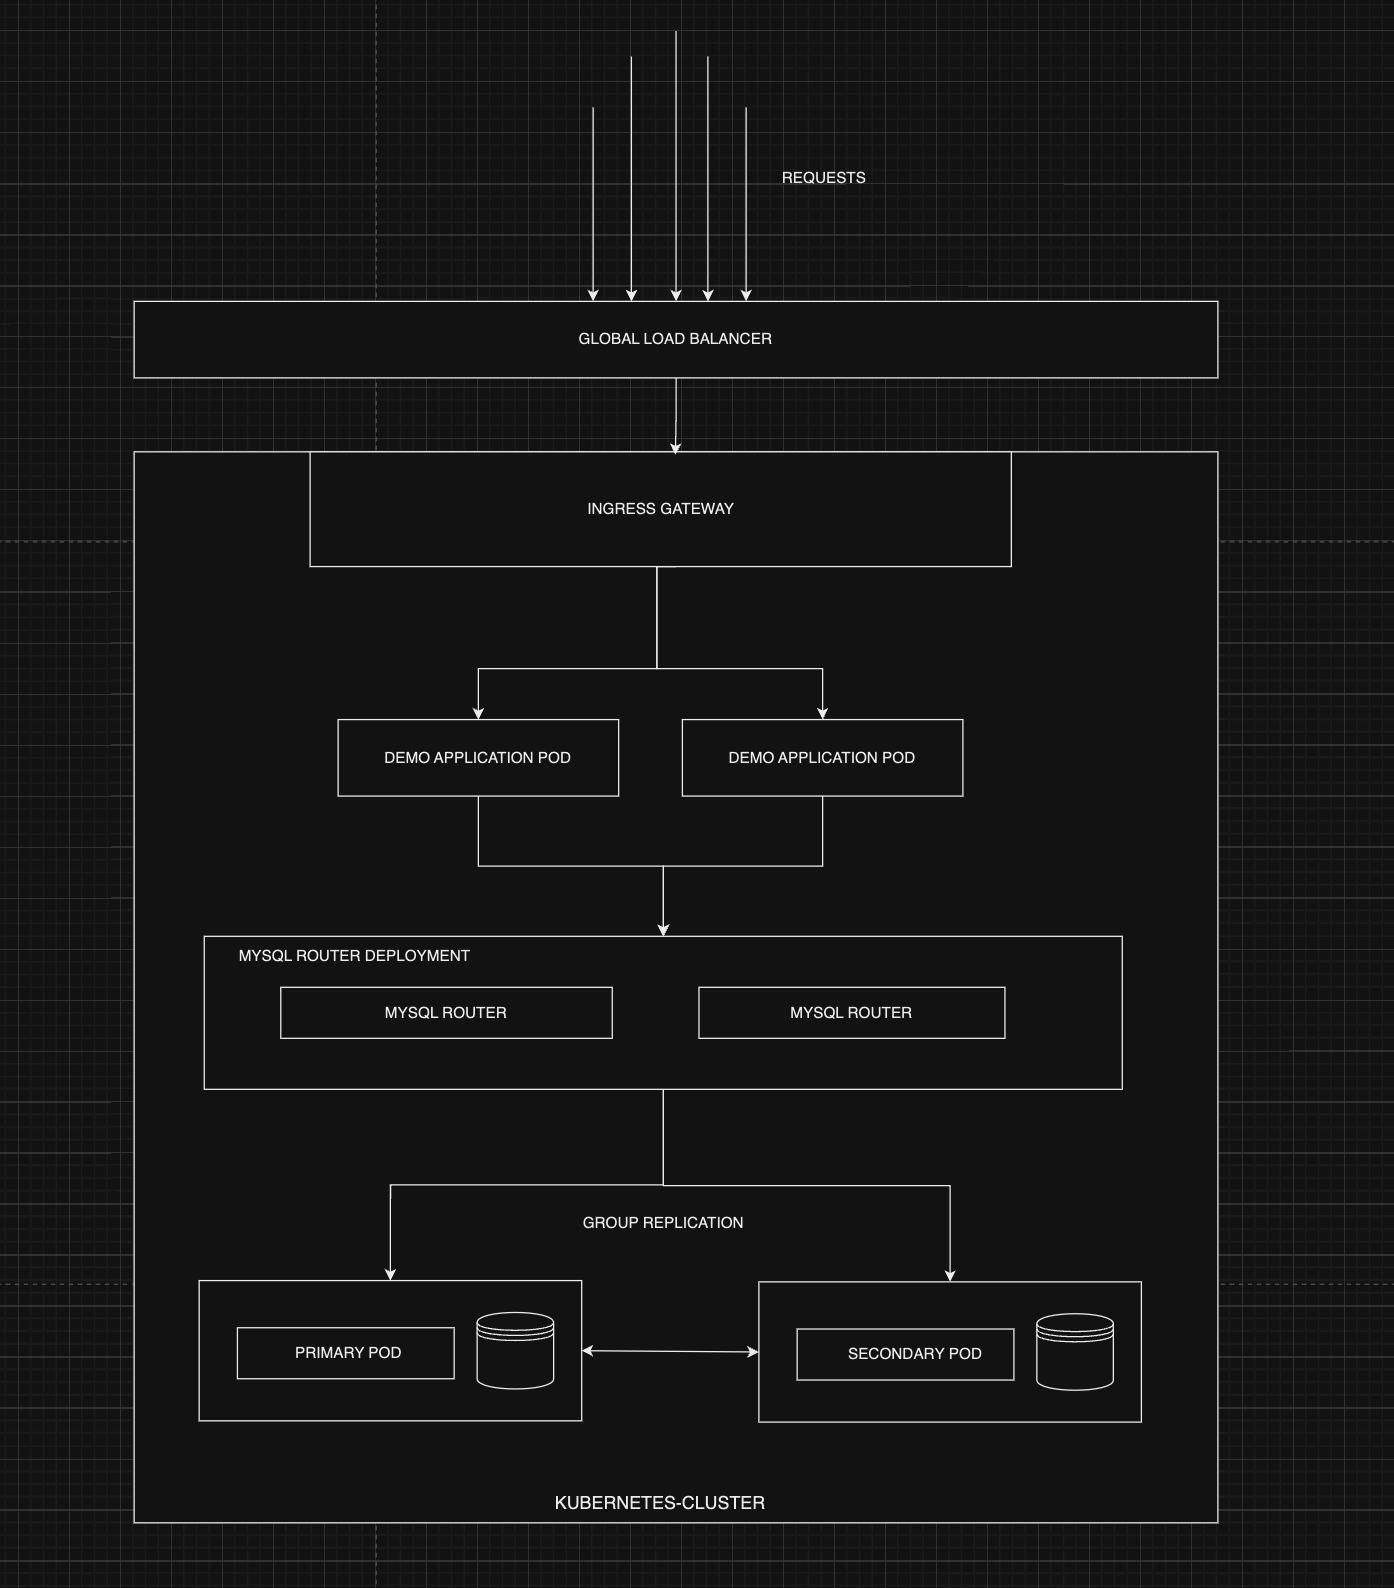 REQUESTS
GLOBAL LOAD BALANCER
INGRESS GATEWAY
DEMO APPLICATION POD
DEMO APPLICATION POD
MYSQL ROUTER DEPLOYMENT
MYSQL ROUTER
MYSQL ROUTER
GROUP REPLICATION
PRIMARY POD
SECONDARY POD
KUBERNETES-CLUSTER